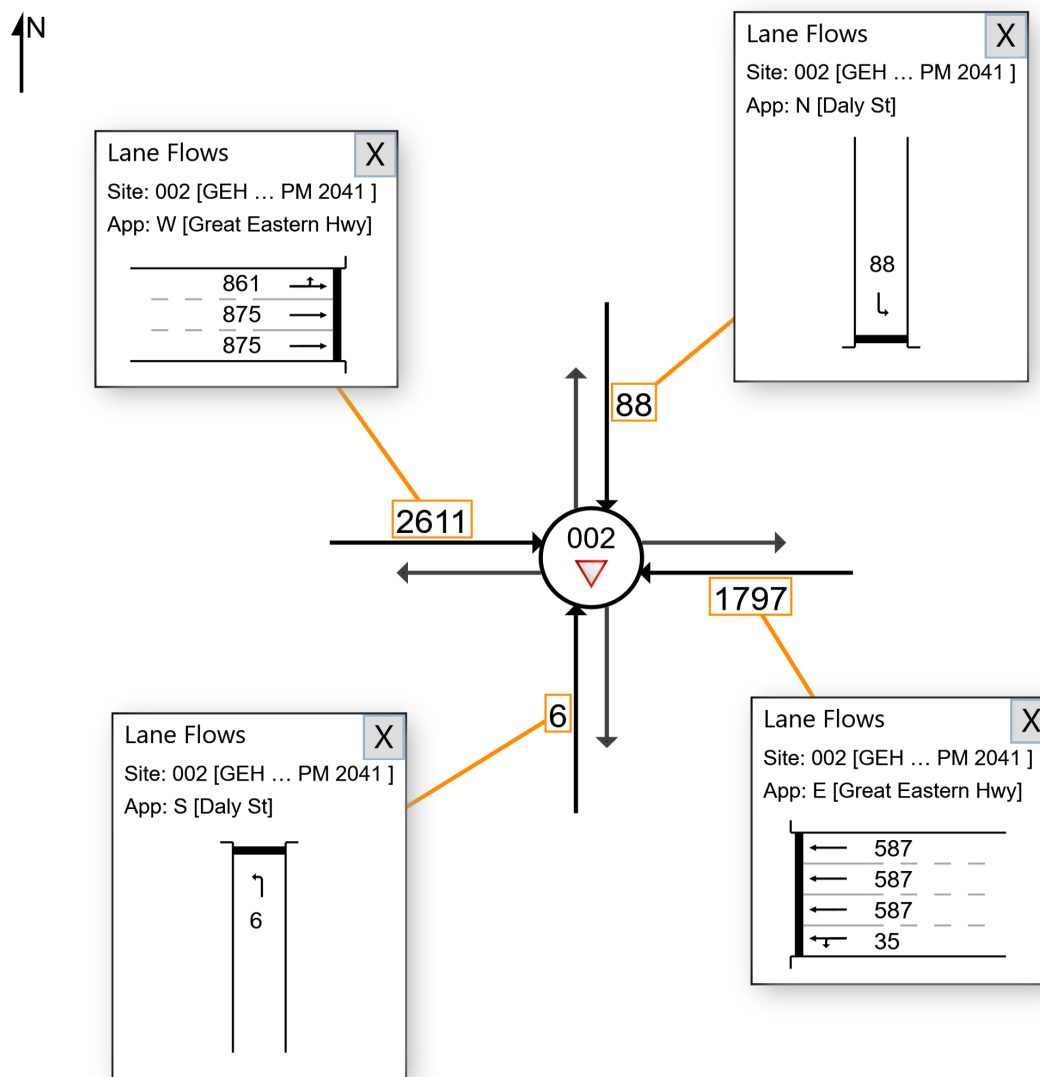 N
Lane Flows X
Site: 002 [GEH ... PM 2041 ]
App: N [Daly St]
88
Lane Flows X
Site: 002 [GEH ... PM 2041 ]
App: W [Great Eastern Hwy]
861
875
875
88
2611
002
1797
6
Lane Flows X
Site: 002 [GEH ... PM 2041 ]
App: S [Daly St]
6
Lane Flows X
Site: 002 [GEH ... PM 2041 ]
App: E [Great Eastern Hwy]
587
587
587
35